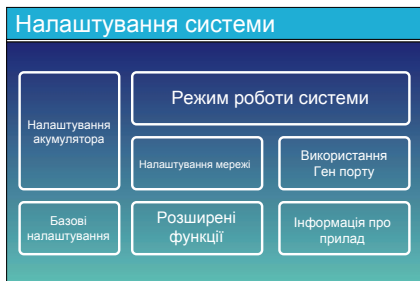 Налаштування системи
Налаштування
акумулятора
Режим роботи системи
Налаштування мережі
Використання
Ген порту
Базові
налаштування
Розширені
функції
Інформація про
прилад